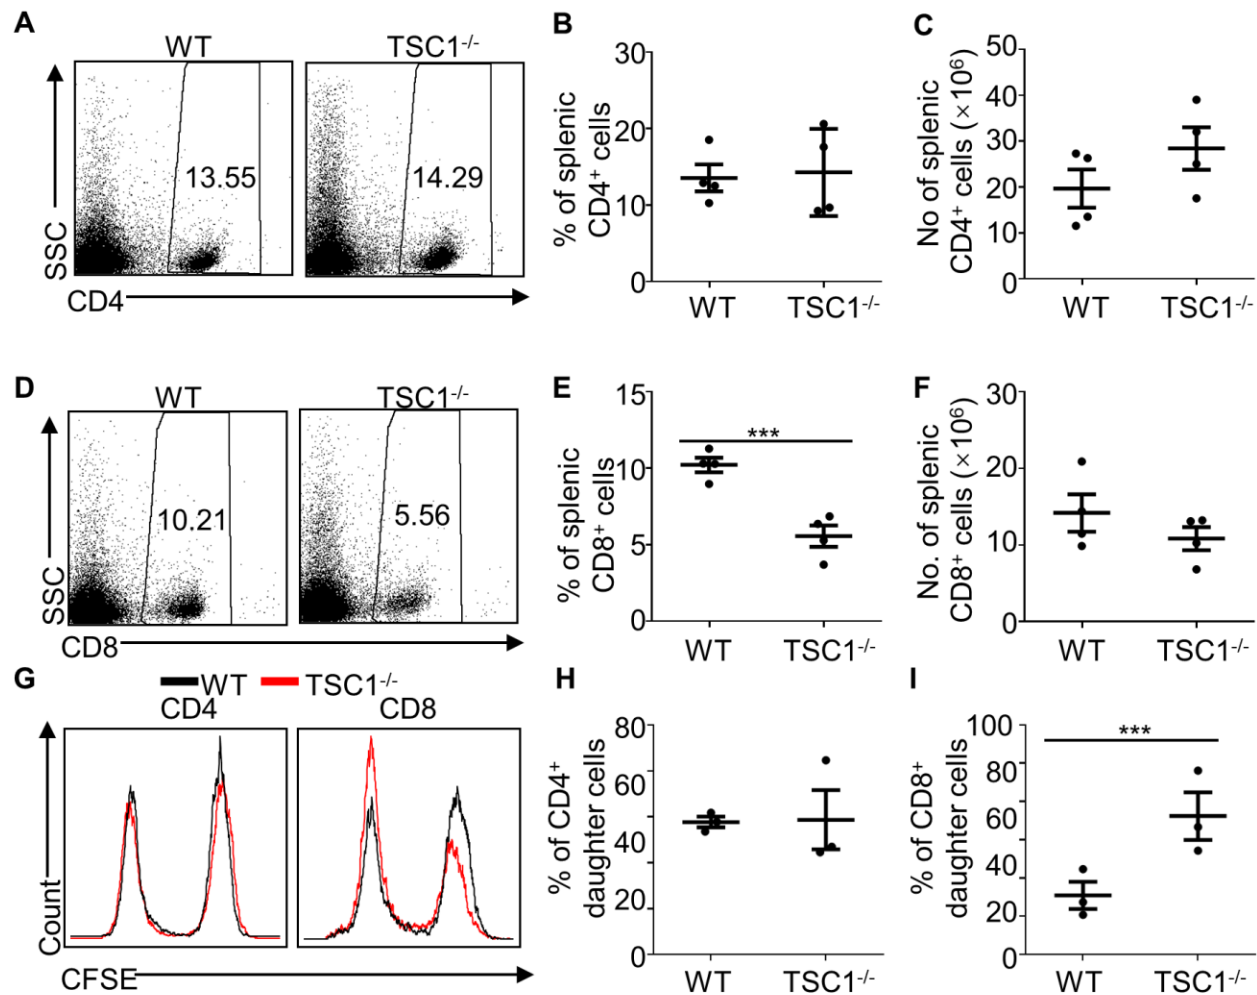 A
WT
TSC1-/-
13.55
14.29
SSC
CD4
B
% of splenic
CD4+ cells
30
20
10
0
WT
TSC1-/-
C
No of splenic
CD4+ cells (×10⁶)
50
40
30
20
10
0
WT
TSC1-/-
D
WT
TSC1-/-
10.21
5.56
SSC
CD8
E
% of splenic
CD8+ cells
15
10
5
0
***
WT
TSC1-/-
F
No. of splenic
CD8+ cells (×10⁶)
30
20
10
0
WT
TSC1-/-
G
WT TSC1-/-
CD4
CD8
Count
CFSE
H
% of CD4+
daughter cells
80
60
40
20
0
WT
TSC1-/-
I
% of CD8+
daughter cells
100
80
60
40
20
0
***
WT
TSC1-/-